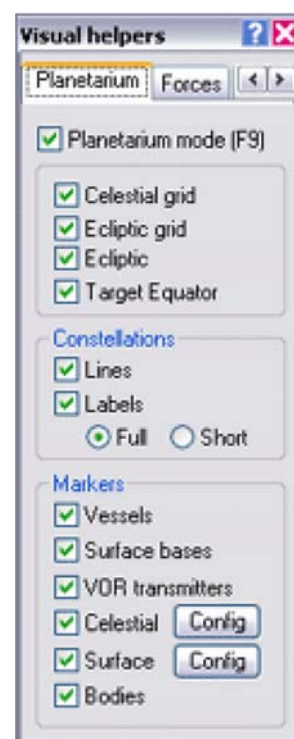 Visual helpers ?
Planetarium Forces
Planetarium mode (F9)
Celestial grid
Ecliptic grid
Ecliptic
Target Equator
Constellations
Lines
Labels
Full Short
Markers
Vessels
Surface bases
VOR transmitters
Celestial Config
Surface Config
Bodies